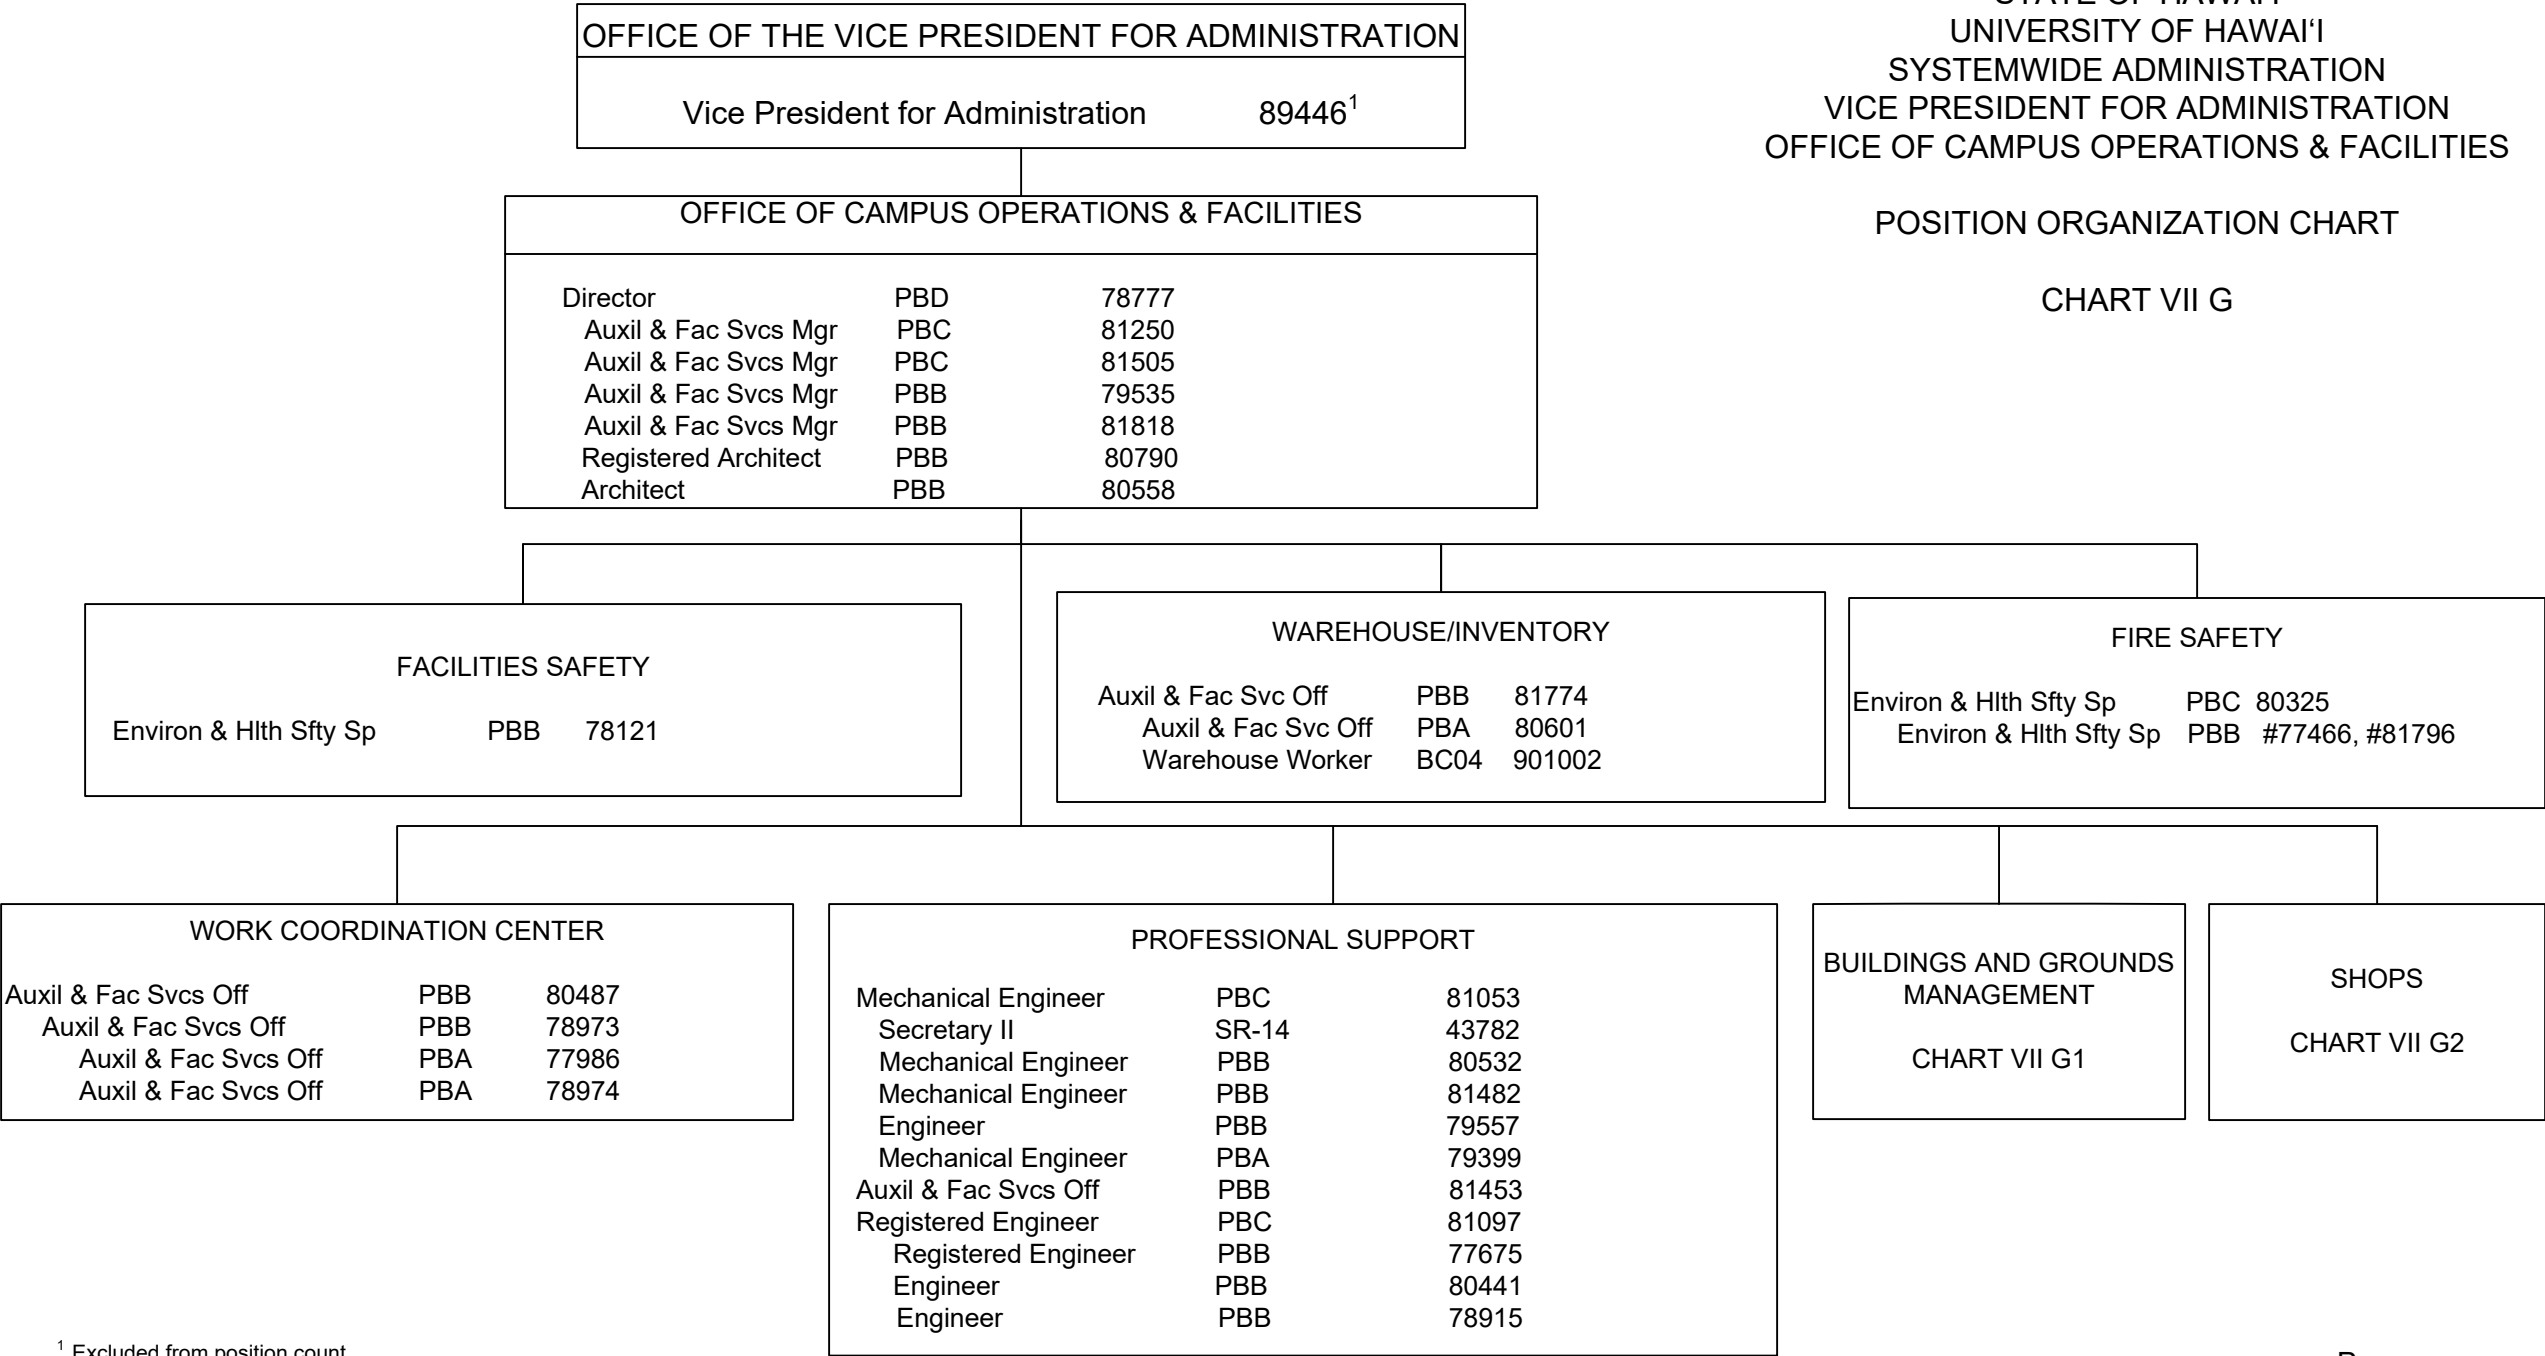 OFFICE OF THE VICE PRESIDENT FOR ADMINISTRATION
Vice President for Administration 89446¹
STATE OF HAWAI‘I
UNIVERSITY OF HAWAI‘I
SYSTEMWIDE ADMINISTRATION
VICE PRESIDENT FOR ADMINISTRATION
OFFICE OF CAMPUS OPERATIONS & FACILITIES
POSITION ORGANIZATION CHART
CHART VII G
OFFICE OF CAMPUS OPERATIONS & FACILITIES
Director PBD 78777
Auxil & Fac Svcs Mgr PBC 81250
Auxil & Fac Svcs Mgr PBC 81505
Auxil & Fac Svcs Mgr PBB 79535
Auxil & Fac Svcs Mgr PBB 81818
Registered Architect PBB 80790
Architect PBB 80558
FACILITIES SAFETY
Environ & Hlth Sfty Sp PBB 78121
WAREHOUSE/INVENTORY
Auxil & Fac Svc Off PBB 81774
Auxil & Fac Svc Off PBA 80601
Warehouse Worker BC04 901002
FIRE SAFETY
Environ & Hlth Sfty Sp PBC 80325
Environ & Hlth Sfty Sp PBB #77466, #81796
WORK COORDINATION CENTER
Auxil & Fac Svcs Off PBB 80487
Auxil & Fac Svcs Off PBB 78973
Auxil & Fac Svcs Off PBA 77986
Auxil & Fac Svcs Off PBA 78974
PROFESSIONAL SUPPORT
Mechanical Engineer PBC 81053
Secretary II SR-14 43782
Mechanical Engineer PBB 80532
Mechanical Engineer PBB 81482
Engineer PBB 79557
Mechanical Engineer PBA 79399
Auxil & Fac Svcs Off PBB 81453
Registered Engineer PBC 81097
Registered Engineer PBB 77675
Engineer PBB 80441
Engineer PBB 78915
BUILDINGS AND GROUNDS
MANAGEMENT
CHART VII G1
SHOPS
CHART VII G2
¹ Excluded from position count